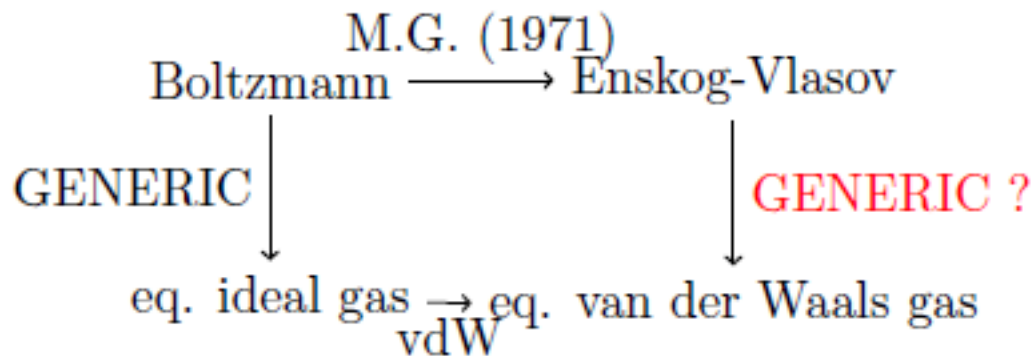 M.G. (1971)
Boltzmann Enskog-Vlasov
GENERIC GENERIC ?
eq. ideal gas eq. van der Waals gas
vdW